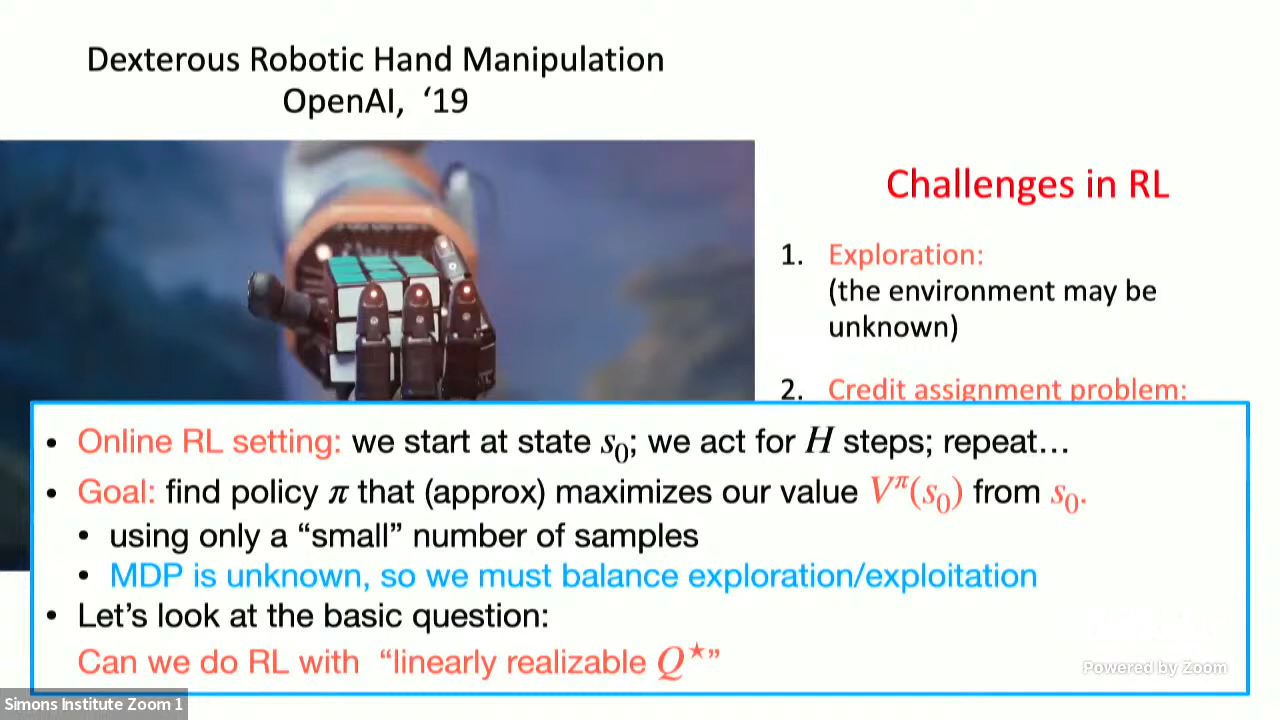 Dexterous Robotic Hand Manipulation
OpenAI, ‘19
Challenges in RL
1. Exploration:
(the environment may be
unknown)
2. Credit assignment problem:
• Online RL setting: we start at state s₀; we act for H steps; repeat…
• Goal: find policy π that (approx) maximizes our value V^π(s₀) from s₀.
• using only a “small” number of samples
• MDP is unknown, so we must balance exploration/exploitation
• Let’s look at the basic question:
Can we do RL with “linearly realizable Q★”
Powered by Zoom
Simons Institute Zoom 1